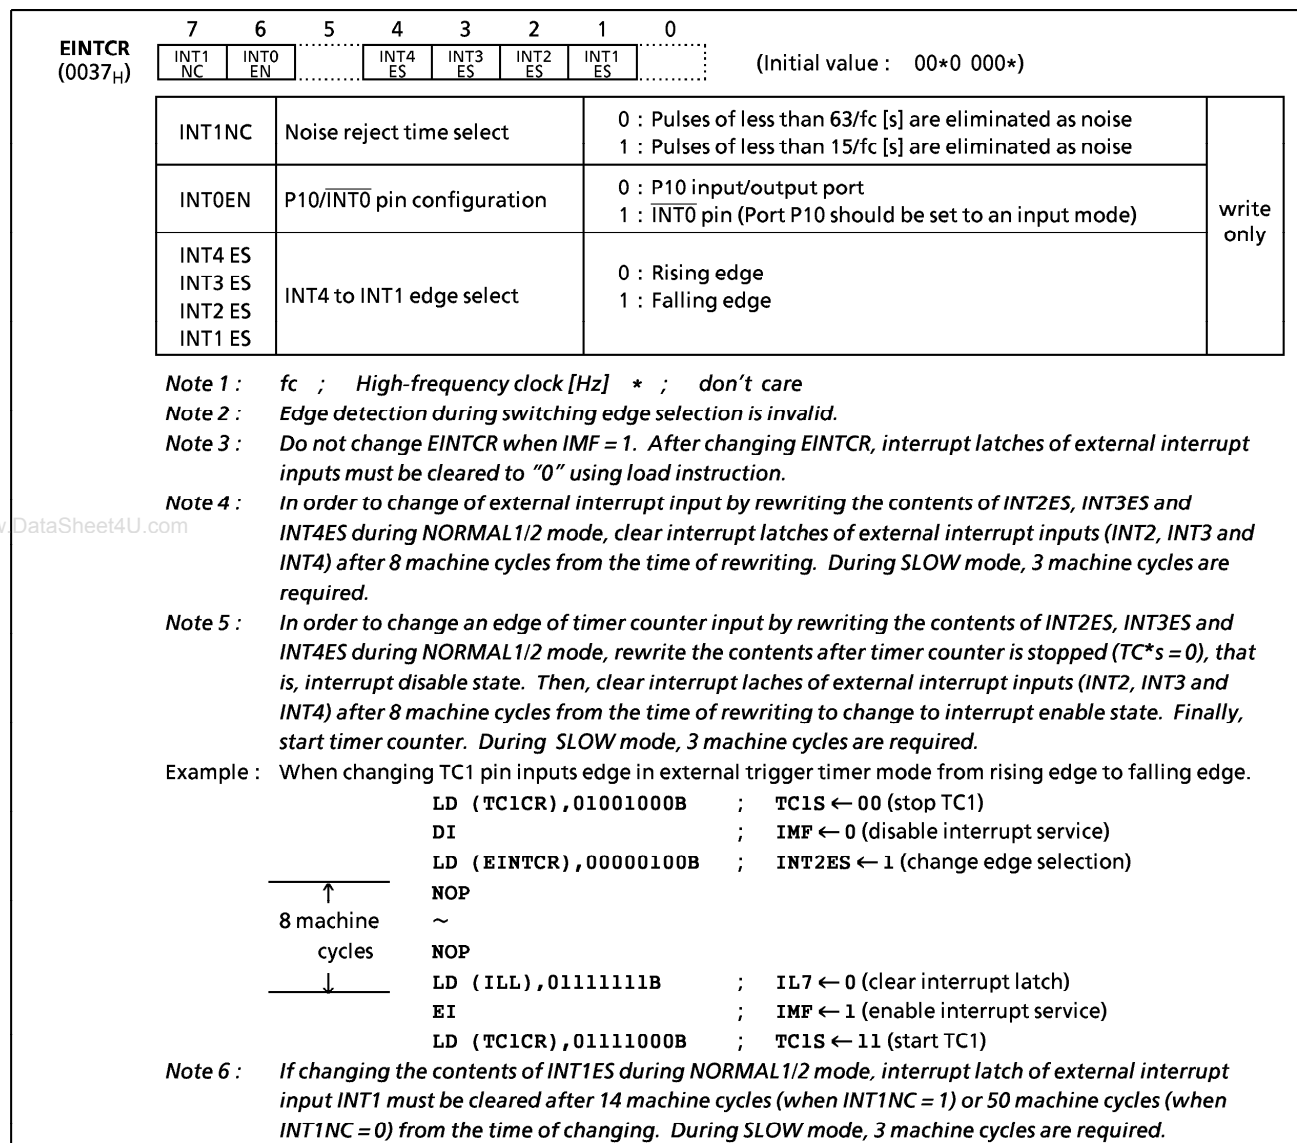 7 6 5 4 3 2 1 0
EINTCR
(0037H)
INT1 NC INT0 EN INT4 ES INT3 ES INT2 ES INT1 ES
(Initial value : 00*0 000*)
INT1NC Noise reject time select
0 : Pulses of less than 63/fc [s] are eliminated as noise
1 : Pulses of less than 15/fc [s] are eliminated as noise
INT0EN P10/INT0 pin configuration
0 : P10 input/output port
1 : INT0 pin (Port P10 should be set to an input mode)
write
only
INT4 ES
INT3 ES
INT2 ES
INT1 ES
INT4 to INT1 edge select
0 : Rising edge
1 : Falling edge
Note 1 : fc ; High-frequency clock [Hz] * ; don't care
Note 2 : Edge detection during switching edge selection is invalid.
Note 3 : Do not change EINTCR when IMF = 1. After changing EINTCR, interrupt latches of external interrupt
inputs must be cleared to "0" using load instruction.
Note 4 : In order to change of external interrupt input by rewriting the contents of INT2ES, INT3ES and
w.DataSheet4U.com
INT4ES during NORMAL1/2 mode, clear interrupt latches of external interrupt inputs (INT2, INT3 and
INT4) after 8 machine cycles from the time of rewriting. During SLOW mode, 3 machine cycles are
required.
Note 5 : In order to change an edge of timer counter input by rewriting the contents of INT2ES, INT3ES and
INT4ES during NORMAL1/2 mode, rewrite the contents after timer counter is stopped (TC*s = 0), that
is, interrupt disable state. Then, clear interrupt laches of external interrupt inputs (INT2, INT3 and
INT4) after 8 machine cycles from the time of rewriting to change to interrupt enable state. Finally,
start timer counter. During SLOW mode, 3 machine cycles are required.
Example : When changing TC1 pin inputs edge in external trigger timer mode from rising edge to falling edge.
LD (TC1CR),01001000B ; TC1S ← 00 (stop TC1)
DI ; IMF ← 0 (disable interrupt service)
LD (EINTCR),00000100B ; INT2ES ← 1 (change edge selection)
↑ NOP
8 machine ~
cycles NOP
↓ LD (ILL),01111111B ; IL7 ← 0 (clear interrupt latch)
EI ; IMF ← 1 (enable interrupt service)
LD (TC1CR),01111000B ; TC1S ← 11 (start TC1)
Note 6 : If changing the contents of INT1ES during NORMAL1/2 mode, interrupt latch of external interrupt
input INT1 must be cleared after 14 machine cycles (when INT1NC = 1) or 50 machine cycles (when
INT1NC = 0) from the time of changing. During SLOW mode, 3 machine cycles are required.